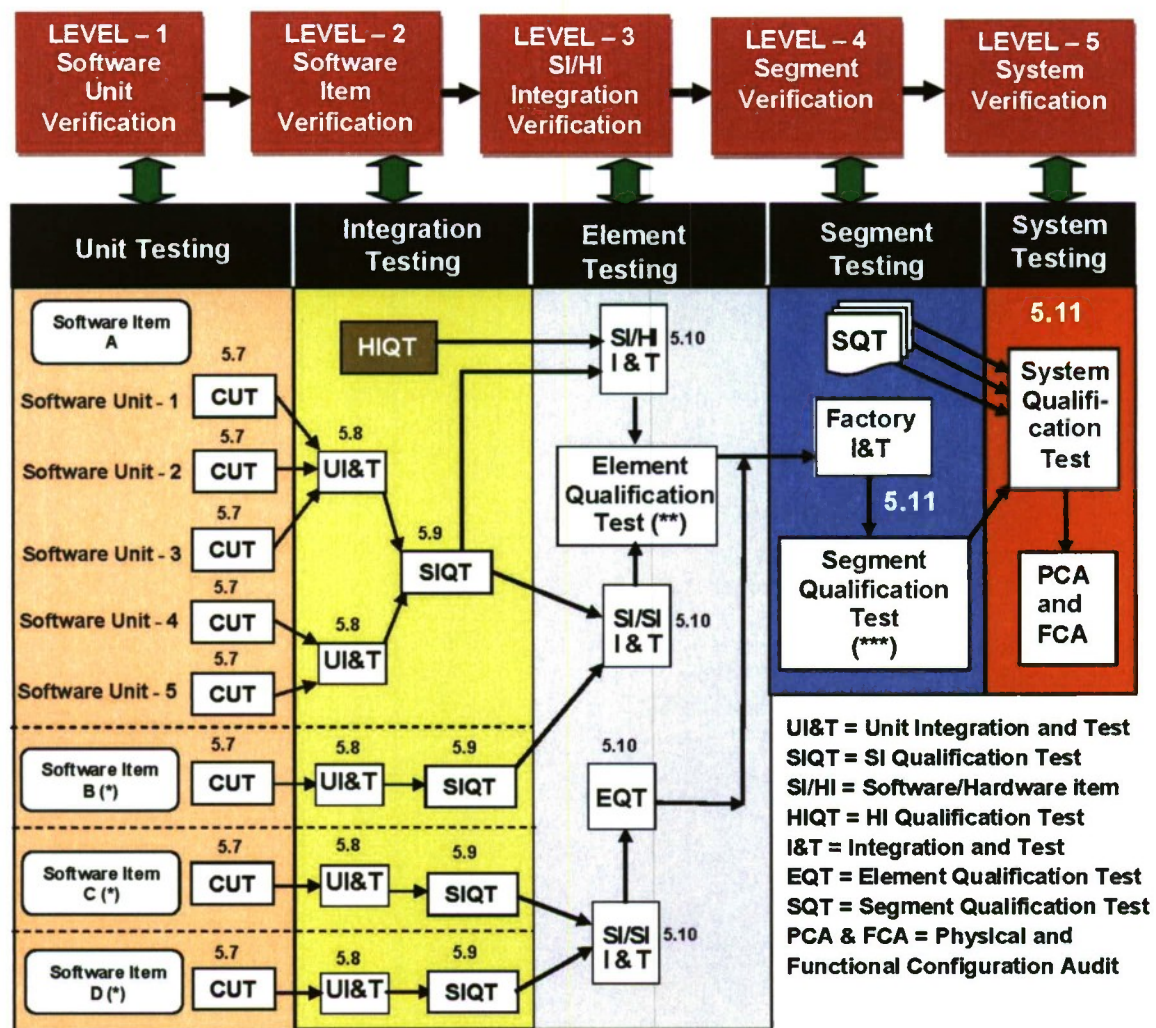 LEVEL – 1
Software
Unit
Verification
LEVEL – 2
Software
Item
Verification
LEVEL – 3
SI/HI
Integration
Verification
LEVEL – 4
Segment
Verification
LEVEL – 5
System
Verification
Unit Testing
Integration
Testing
Element
Testing
Segment
Testing
System
Testing
Software Item
A
5.7
Software Unit - 1
CUT
5.7
Software Unit - 2
CUT
5.7
Software Unit - 3
CUT
5.7
Software Unit - 4
CUT
5.7
Software Unit - 5
CUT
5.7
Software Item
B (*)
CUT
5.7
Software Item
C (*)
CUT
5.7
Software Item
D (*)
CUT
HIQT
5.8
UI&T
5.9
SIQT
5.8
UI&T
5.8
UI&T
5.9
SIQT
5.8
UI&T
5.9
SIQT
5.8
UI&T
5.9
SIQT
SI/HI
I & T
5.10
Element
Qualification
Test (**)
SI/SI
I & T
5.10
5.10
EQT
SI/SI
I & T
5.10
SQT
Factory
I&T
5.11
Segment
Qualification
Test
(***)
5.11
System
Qualifi-
cation
Test
PCA
and
FCA
UI&T = Unit Integration and Test
SIQT = SI Qualification Test
SI/HI = Software/Hardware item
HIQT = HI Qualification Test
I&T = Integration and Test
EQT = Element Qualification Test
SQT = Segment Qualification Test
PCA & FCA = Physical and
Functional Configuration Audit